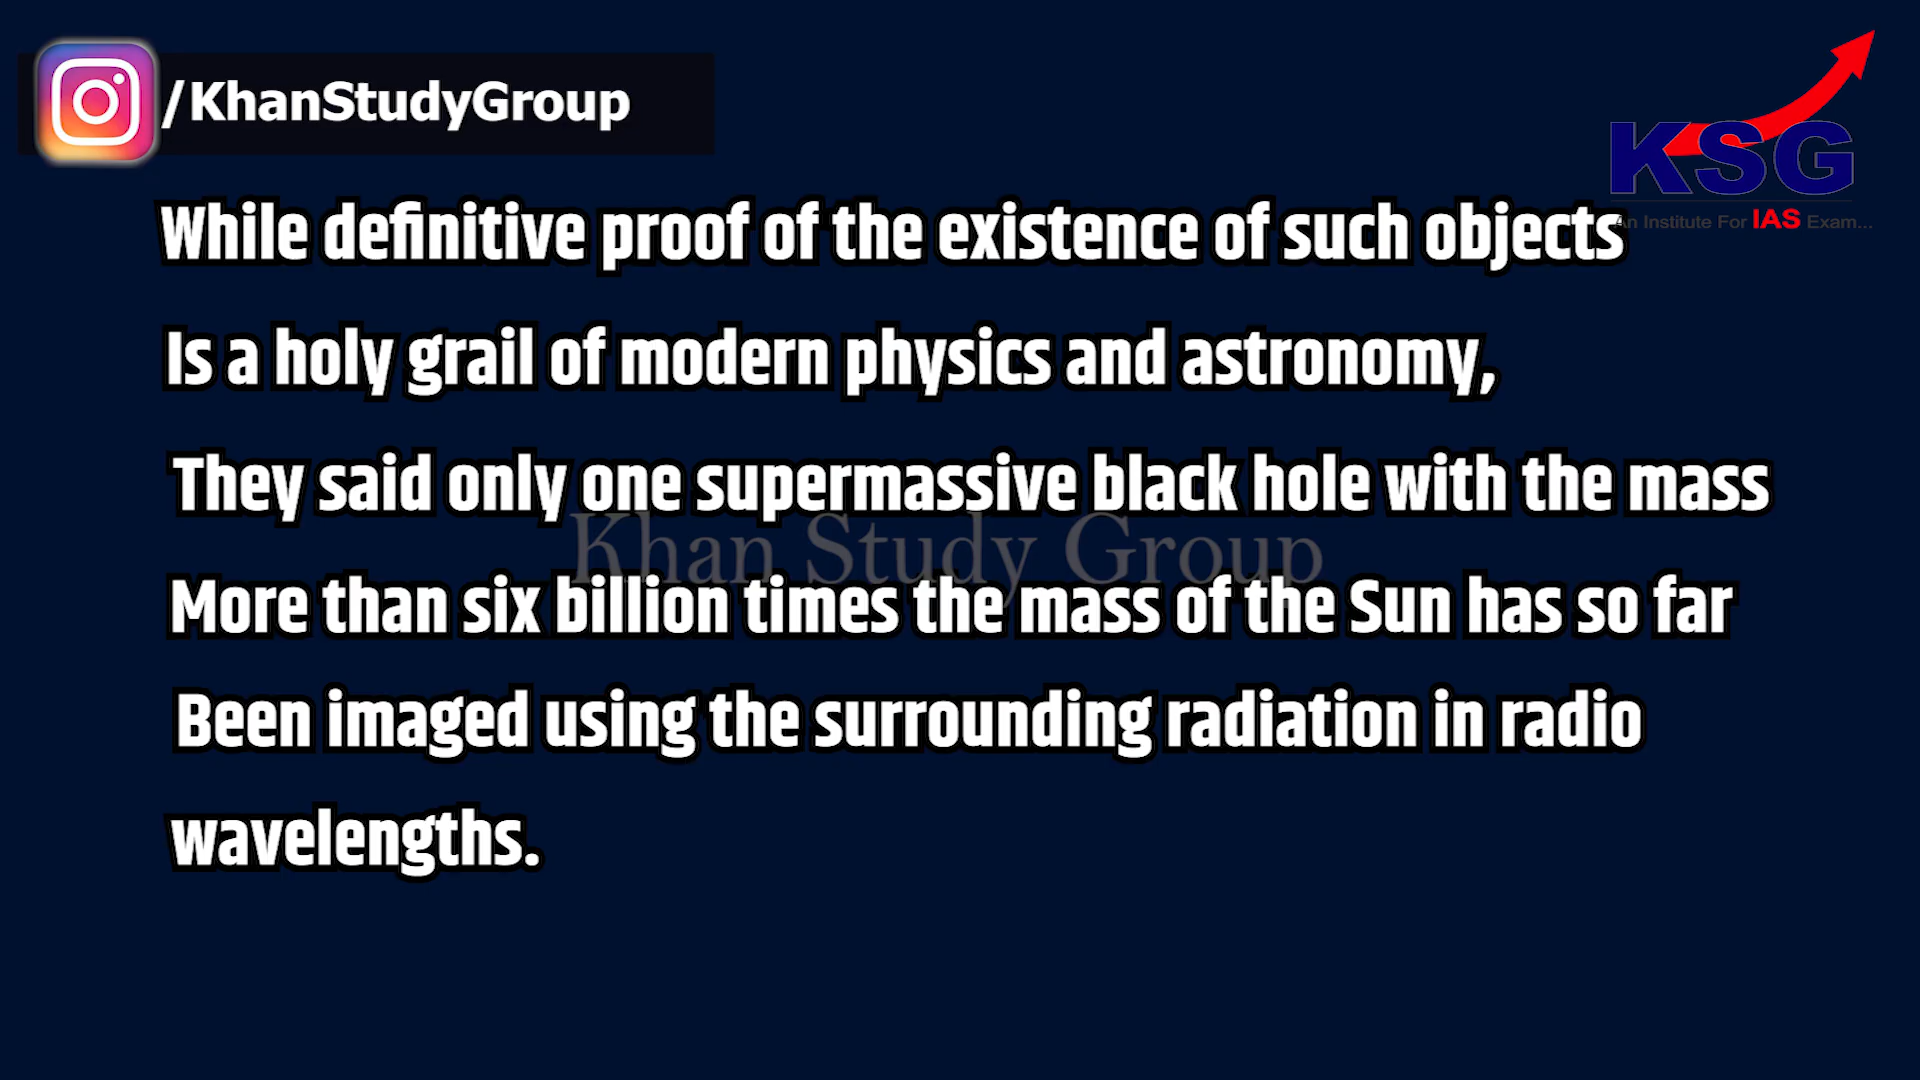 /KhanStudyGroup
KSG
An Institute For IAS Exam...
While definitive proof of the existence of such objects
Is a holy grail of modern physics and astronomy,
They said only one supermassive black hole with the mass
Khan Study Group
More than six billion times the mass of the Sun has so far
Been imaged using the surrounding radiation in radio
wavelengths.